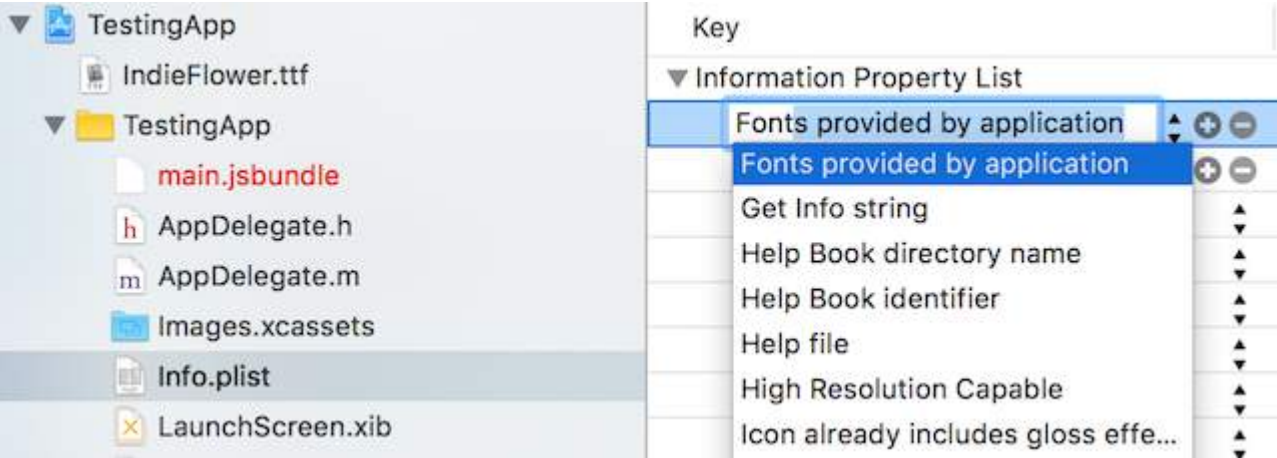 TestingApp
IndieFlower.ttf
TestingApp
main.jsbundle
h AppDelegate.h
m AppDelegate.m
Images.xcassets
Info.plist
LaunchScreen.xib
Key
Information Property List
Fonts provided by application
Fonts provided by application
Get Info string
Help Book directory name
Help Book identifier
Help file
High Resolution Capable
Icon already includes gloss effe...